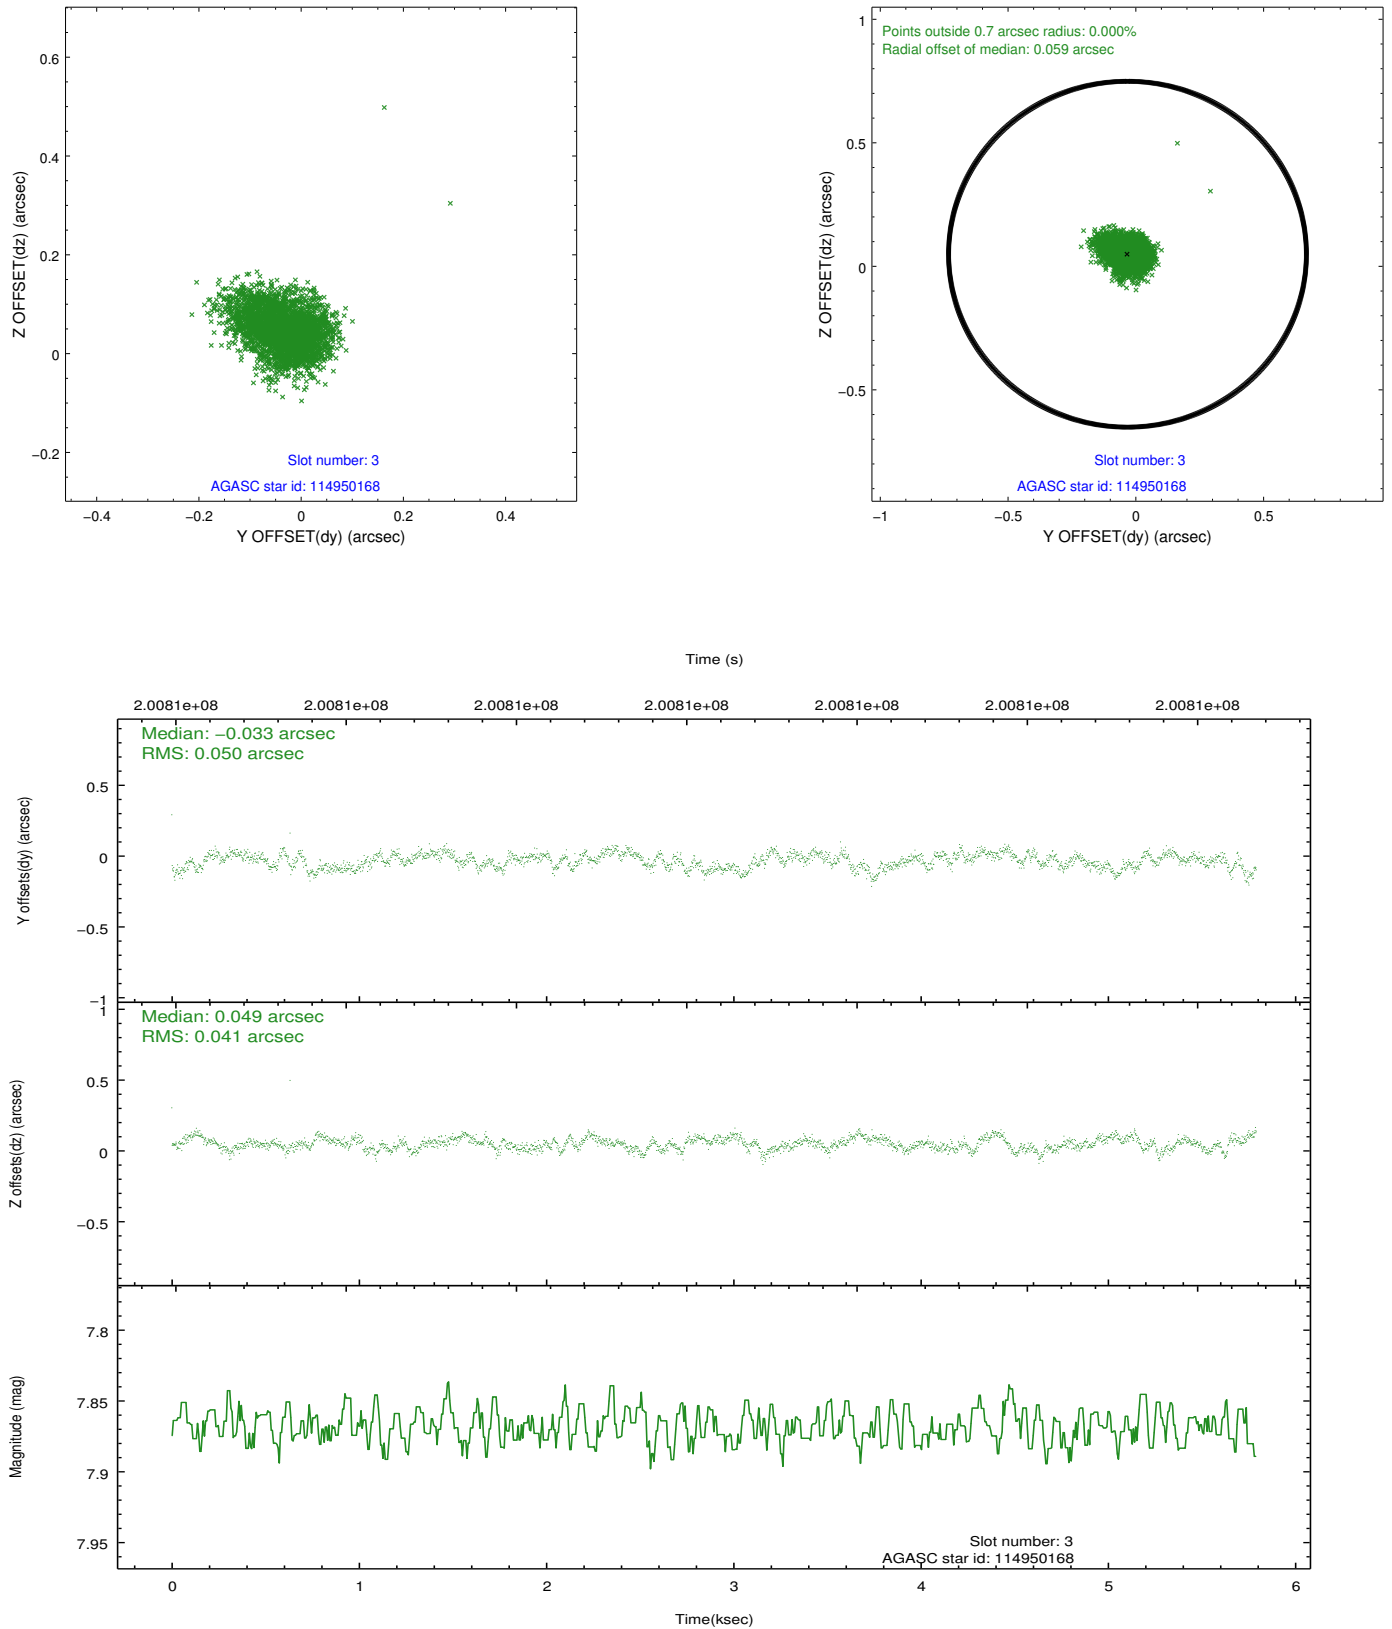 0.6
0.4
0.2
0
−0.2
Z OFFSET(dz) (arcsec)
Slot number: 3
AGASC star id: 114950168
−0.4 −0.2 0 0.2 0.4
Y OFFSET(dy) (arcsec)
Points outside 0.7 arcsec radius: 0.000%
Radial offset of median: 0.059 arcsec
1
0.5
0
−0.5
Z OFFSET(dz) (arcsec)
Slot number: 3
AGASC star id: 114950168
−1 −0.5 0 0.5
Y OFFSET(dy) (arcsec)
Time (s)
2.0081e+08 2.0081e+08 2.0081e+08 2.0081e+08 2.0081e+08 2.0081e+08 2.0081e+08
Median: −0.033 arcsec
RMS: 0.050 arcsec
0.5
0
−0.5
−1
Y offsets(dy) (arcsec)
Median: 0.049 arcsec
RMS: 0.041 arcsec
1
0.5
0
−0.5
Z offsets(dz) (arcsec)
7.8
7.85
7.9
7.95
Magnitude (mag)
Slot number: 3
AGASC star id: 114950168
0 1 2 3 4 5 6
Time(ksec)